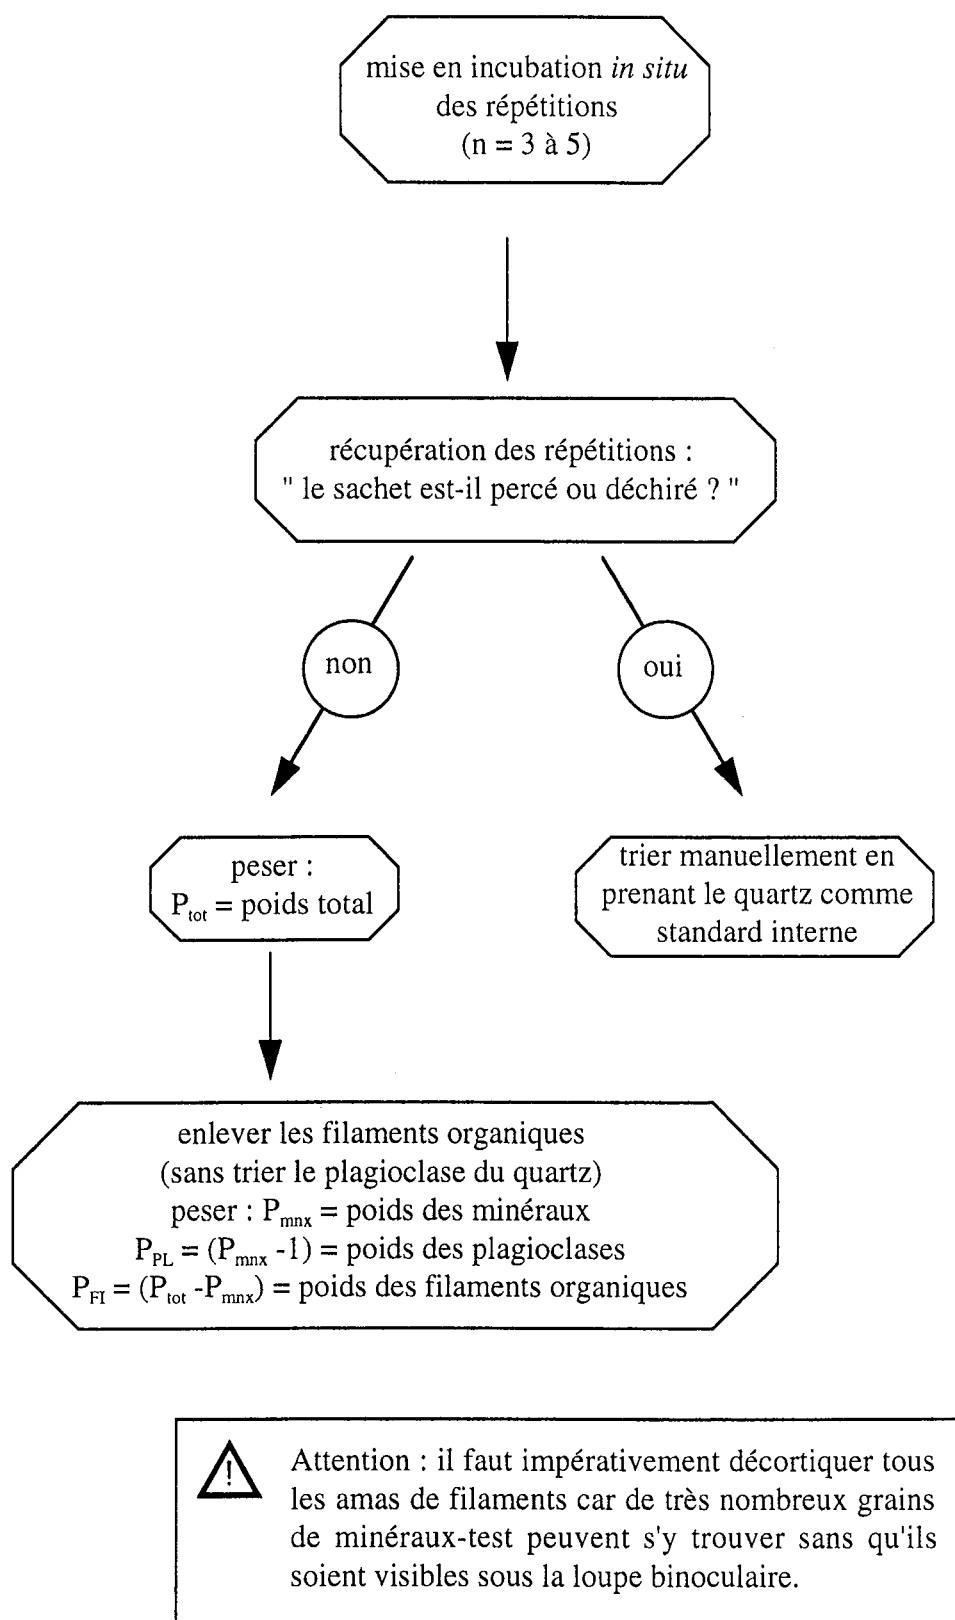 mise en incubation in situ
des répétitions
(n = 3 à 5)
récupération des répétitions :
" le sachet est-il percé ou déchiré ? "
non
oui
peser :
P_tot = poids total
trier manuellement en
prenant le quartz comme
standard interne
enlever les filaments organiques
(sans trier le plagioclase du quartz)
peser : P_mnx = poids des minéraux
P_PL = (P_mnx -1) = poids des plagioclases
P_FI = (P_tot -P_mnx) = poids des filaments organiques
! Attention : il faut impérativement décortiquer tous
les amas de filaments car de très nombreux grains
de minéraux-test peuvent s'y trouver sans qu'ils
soient visibles sous la loupe binoculaire.